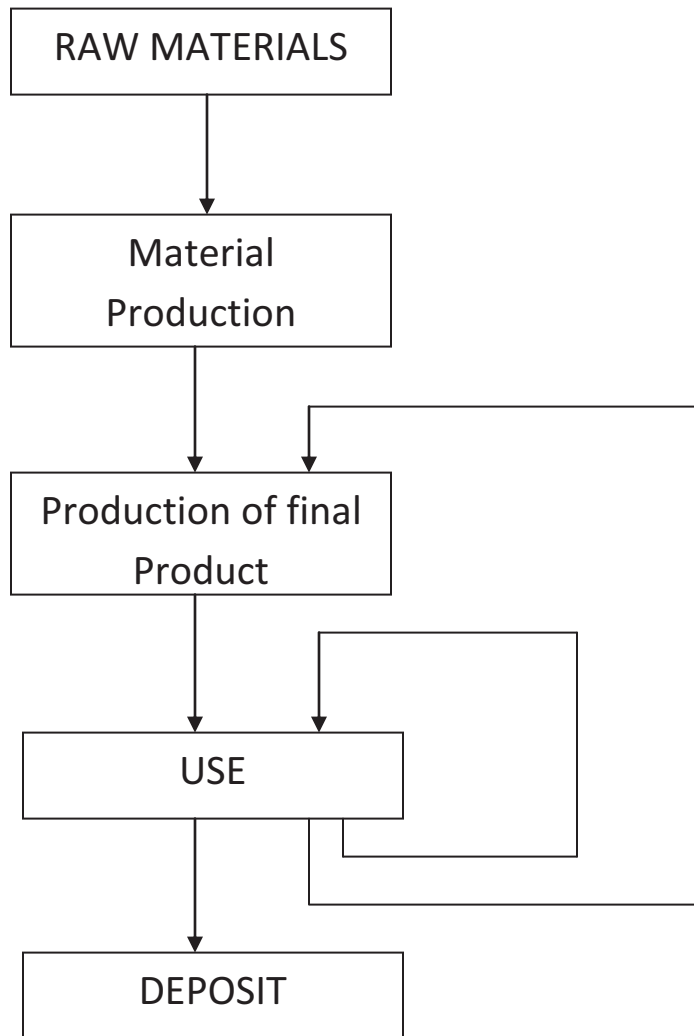 RAW MATERIALS
Material
Production
Production of final
Product
USE
DEPOSIT